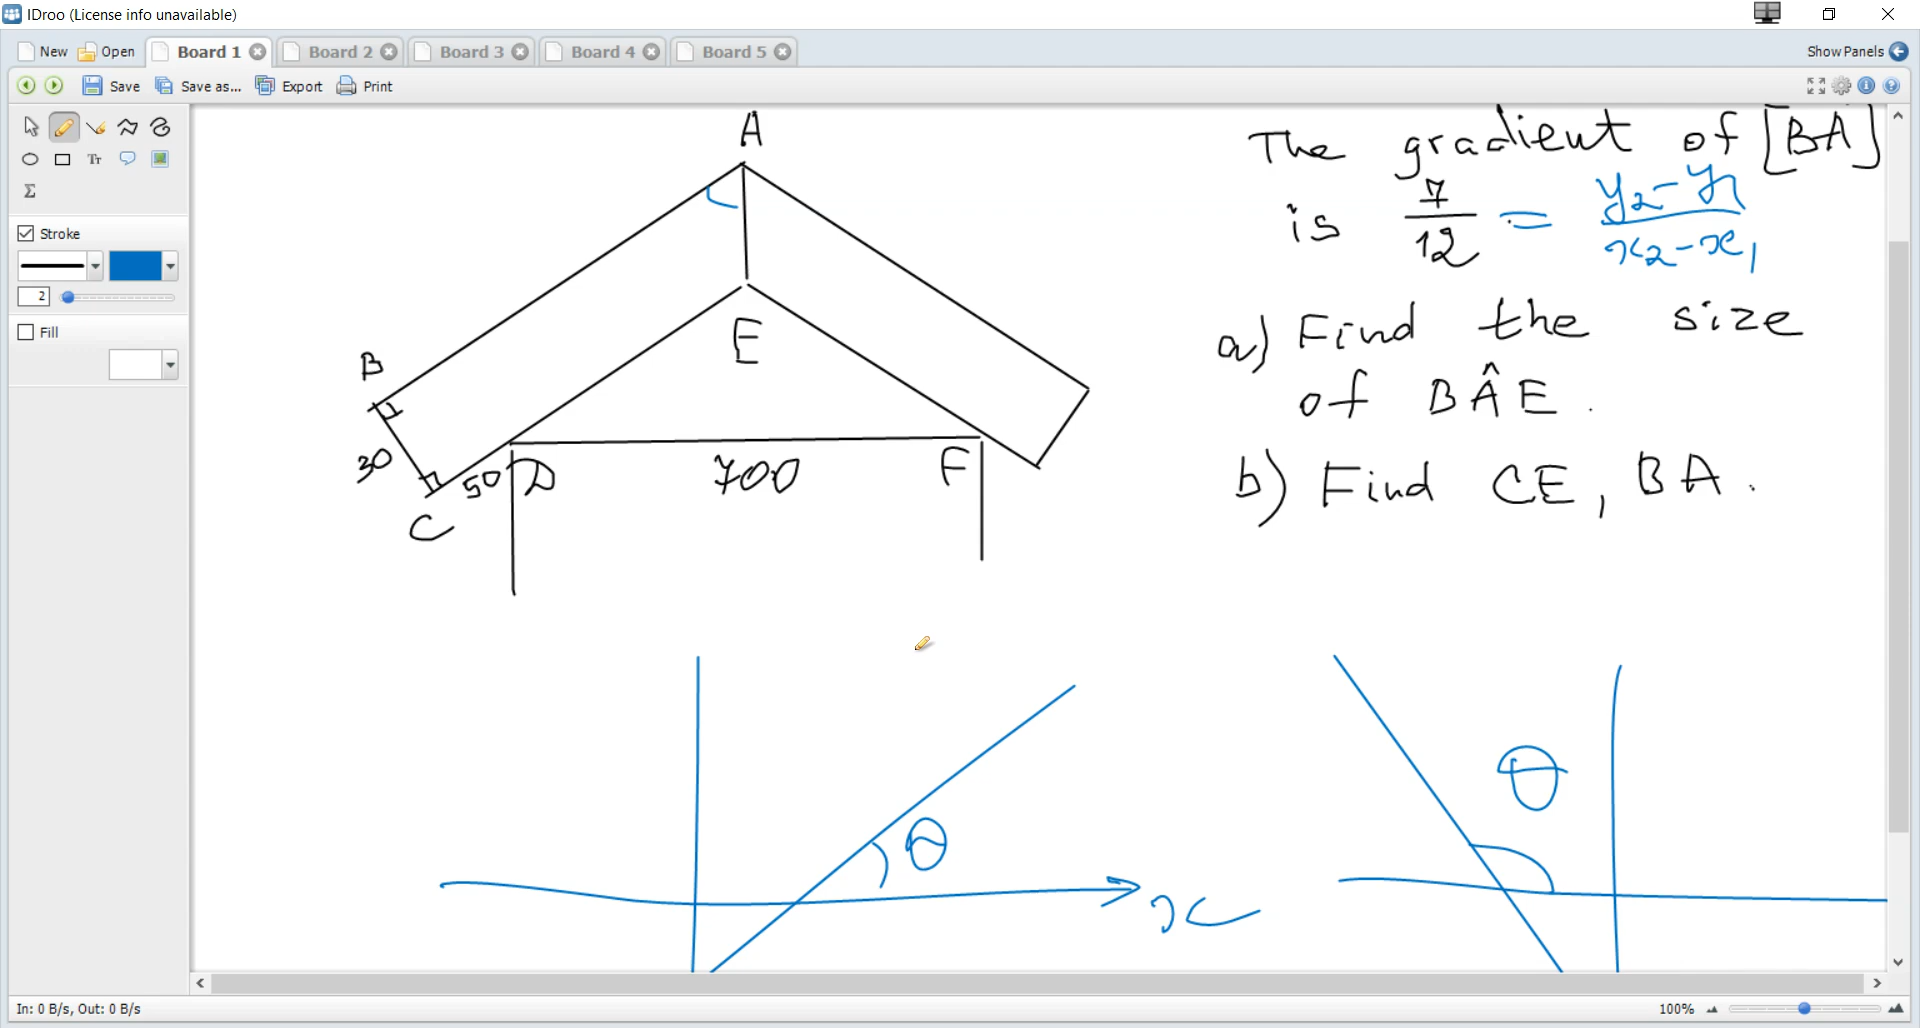 IDroo (License info unavailable)
New Open Board 1 Board 2 Board 3 Board 4 Board 5 Show Panels
Save Save as... Export Print
Tt
Σ
Stroke
2
Fill
A
B
E
30
50 D 700 F
C
The gradient of [BA]
is 7/12 = y2-y1/x2-x1
a) Find the size
of BÂE.
b) Find CE, BA.
θ
x
θ
In: 0 B/s, Out: 0 B/s
100%